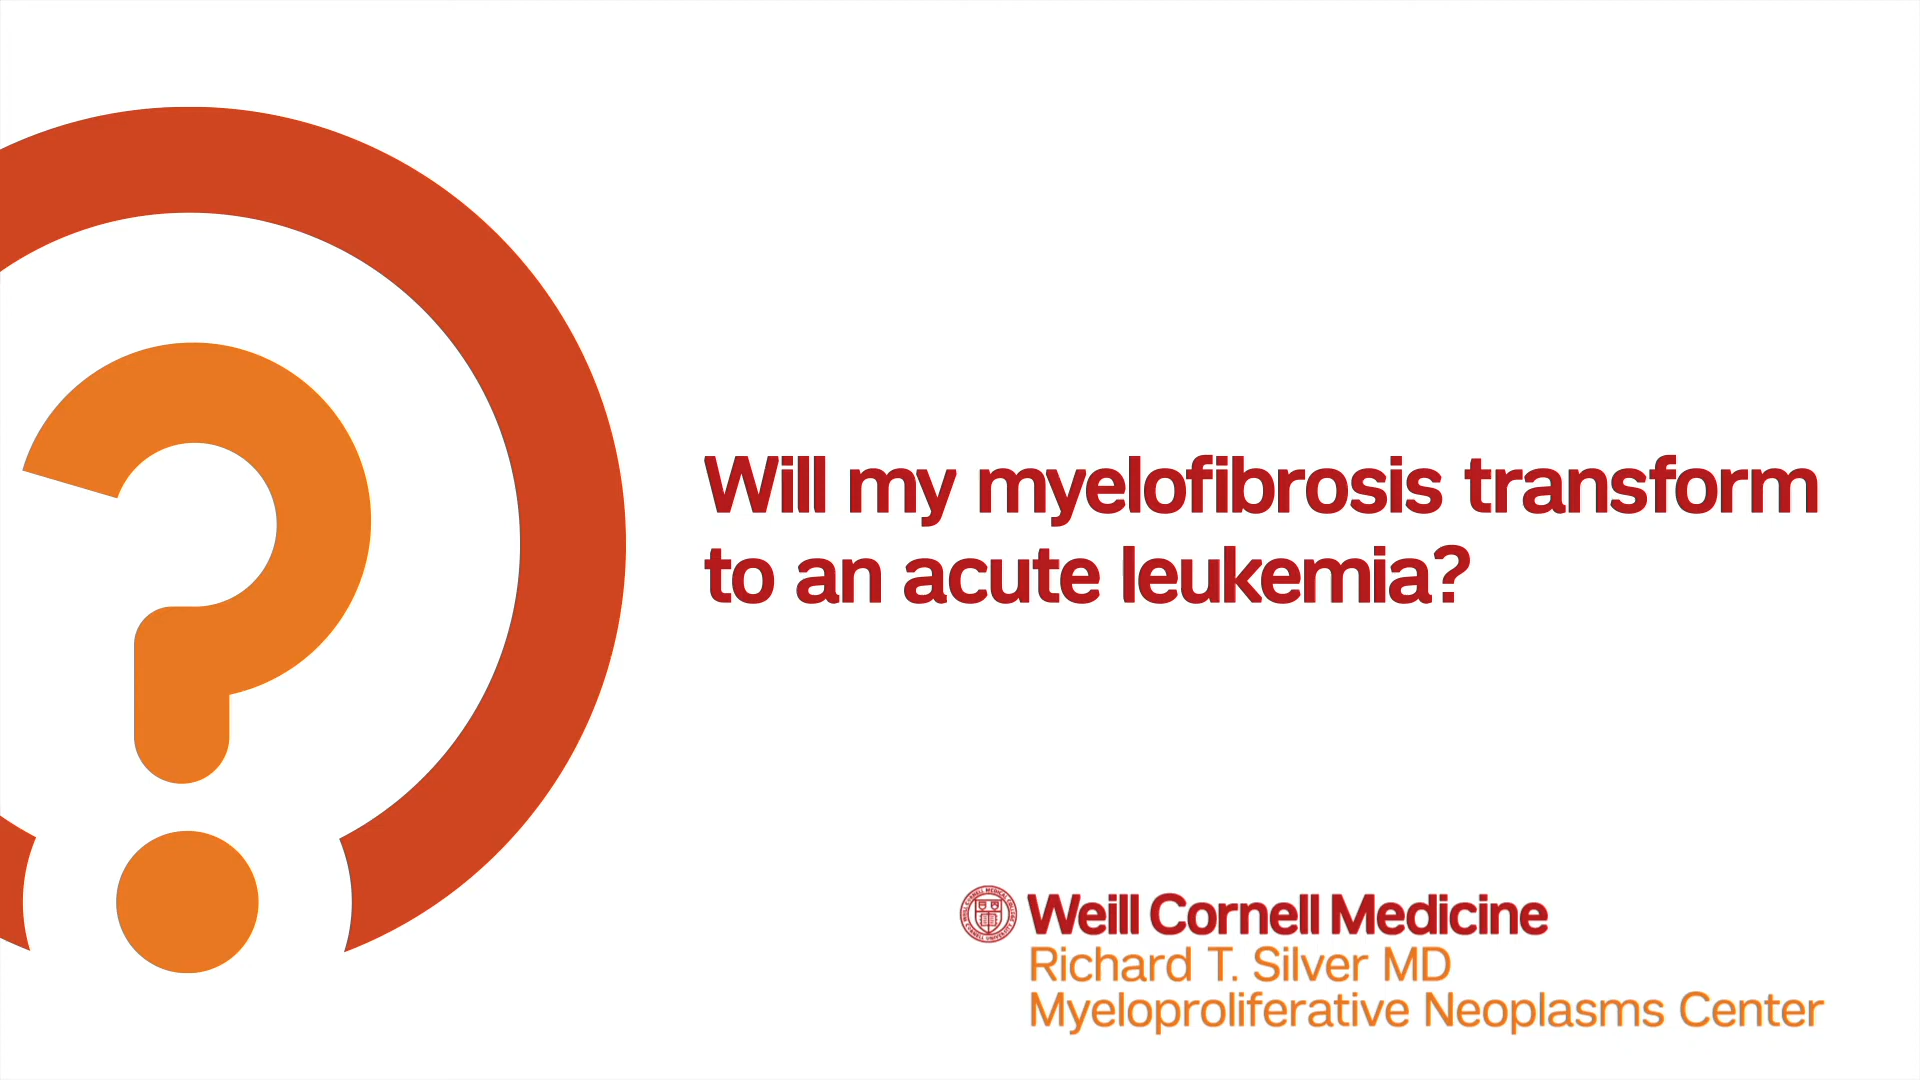 Will my myelofibrosis transform
to an acute leukemia?
Weill Cornell Medicine
Richard T. Silver MD
Myeloproliferative Neoplasms Center